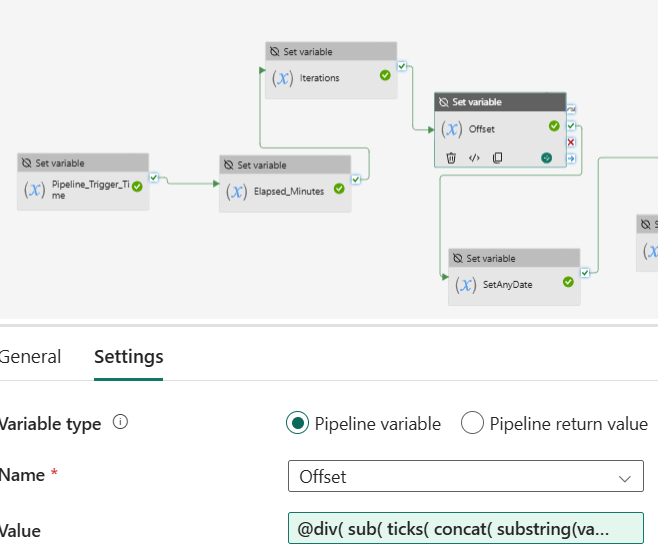 Set variable
(x) Iterations
Set variable
(x) Offset
Set variable
(x) Pipeline_Trigger_Ti
me
Set variable
(x) Elapsed_Minutes
Set variable
(x) SetAnyDate
(x)
General
Settings
Variable type
Pipeline variable
Pipeline return value
Name *
Offset
Value
@div( sub( ticks( concat( substring(va...